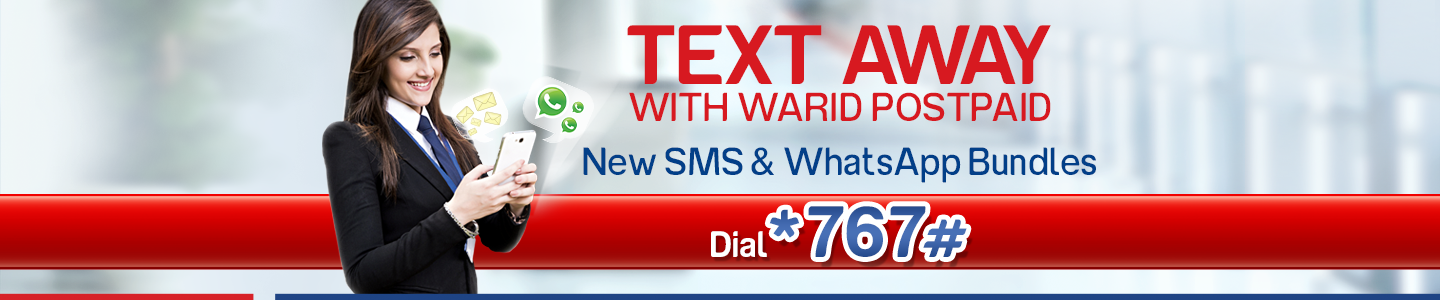 TEXT AWAY
WITH WARID POSTPAID
New SMS & WhatsApp Bundles
Dial *767#